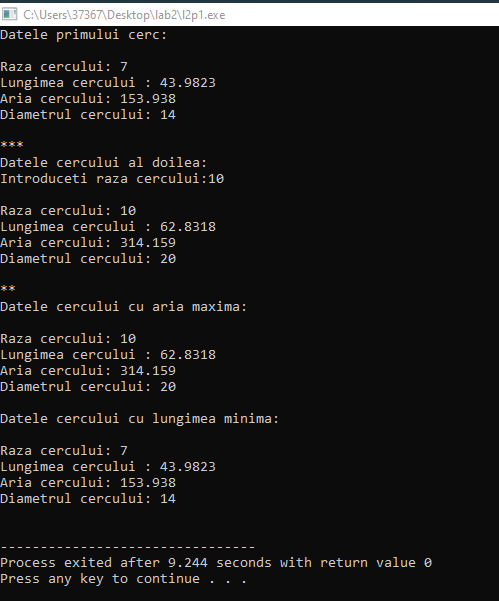 C:\Users\37367\Desktop\lab2\l2p1.exe
Datele primului cerc:
Raza cercului: 7
Lungimea cercului : 43.9823
Aria cercului: 153.938
Diametrul cercului: 14
***
Datele cercului al doilea:
Introduceti raza cercului:10
Raza cercului: 10
Lungimea cercului : 62.8318
Aria cercului: 314.159
Diametrul cercului: 20
**
Datele cercului cu aria maxima:
Raza cercului: 10
Lungimea cercului : 62.8318
Aria cercului: 314.159
Diametrul cercului: 20
Datele cercului cu lungimea minima:
Raza cercului: 7
Lungimea cercului : 43.9823
Aria cercului: 153.938
Diametrul cercului: 14
--------------------------------
Process exited after 9.244 seconds with return value 0
Press any key to continue . . .